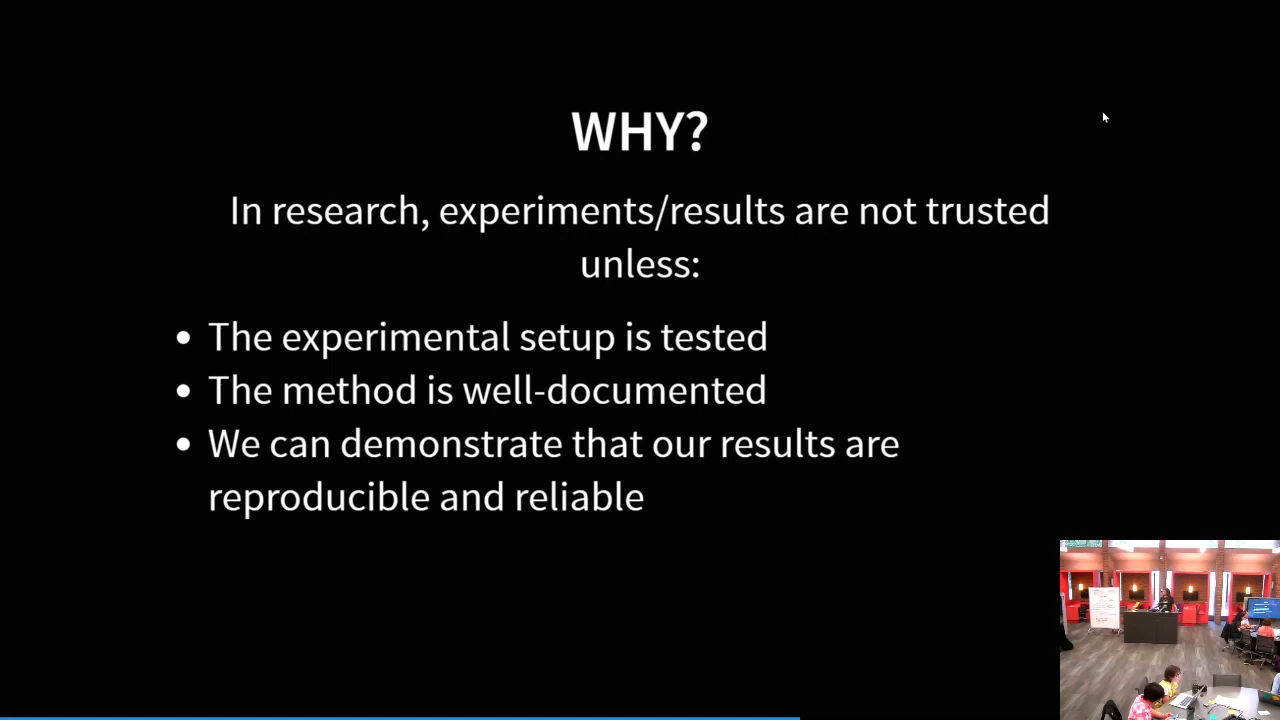 WHY?
In research, experiments/results are not trusted
unless:
• The experimental setup is tested
• The method is well-documented
• We can demonstrate that our results are
reproducible and reliable